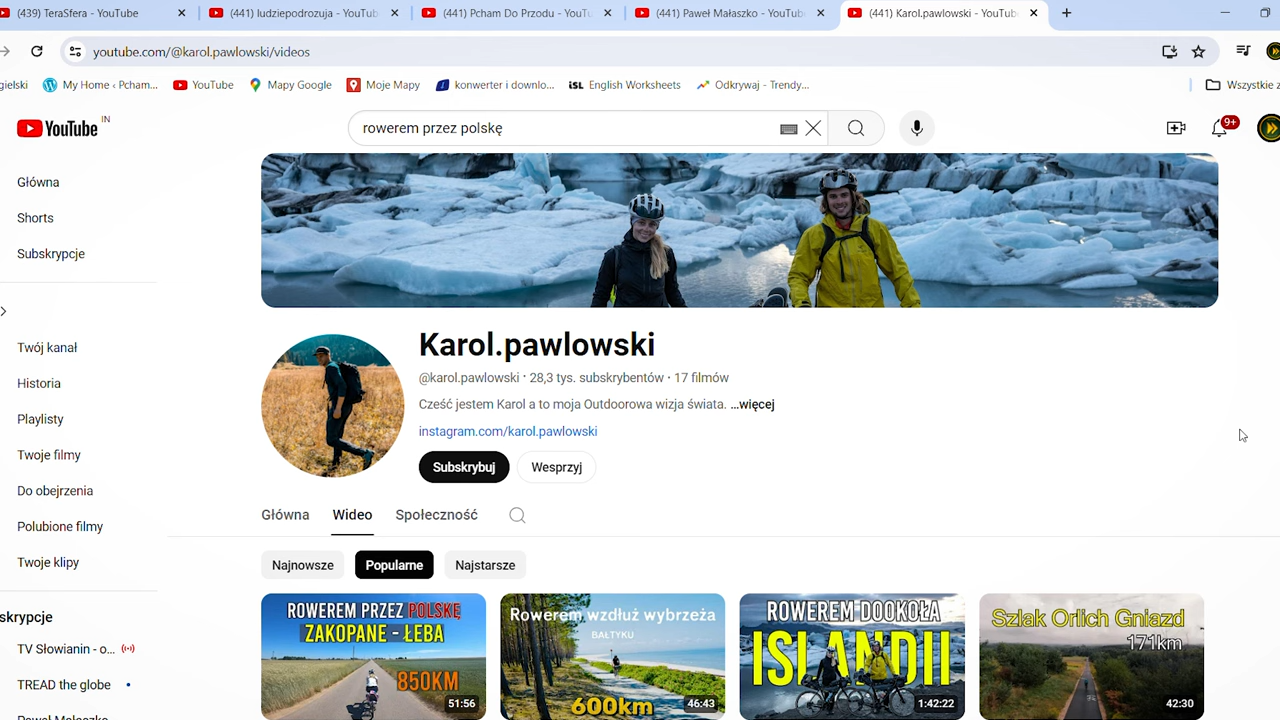 (439) TeraSfera - YouTube
(441) ludziepodrozuja - YouTub
(441) Pcham Do Przodu - YouTu
(441) Paweł Małaszko - YouTube
(441) Karol.pawlowski - YouTub
youtube.com/@karol.pawlowski/videos
gielski
My Home ‹ Pcham...
YouTube
Mapy Google
Moje Mapy
konwerter i downlo...
iSL English Worksheets
Odkrywaj - Trendy...
Wszystkie z
YouTube IN
rowerem przez polskę
9+
Główna
Shorts
Subskrypcje
Twój kanał
Historia
Playlisty
Twoje filmy
Do obejrzenia
Polubione filmy
Twoje klipy
skrypcje
TV Słowianin - o...
TREAD the globe
Paweł Małaszko
Karol.pawlowski
@karol.pawlowski · 28,3 tys. subskrybentów · 17 filmów
Cześć jestem Karol a to moja Outdoorowa wizja świata. ...więcej
instagram.com/karol.pawlowski
Subskrybuj
Wesprzyj
Główna
Wideo
Społeczność
Najnowsze
Popularne
Najstarsze
ROWEREM PRZEZ POLSKĘ
ZAKOPANE - ŁEBA
850KM
51:56
Rowerem wzdłuż wybrzeża
BAŁTYKU
600km
46:43
ROWEREM DOOKOŁA
ISLANDII
1:42:22
Szlak Orlich Gniazd
171km
42:30